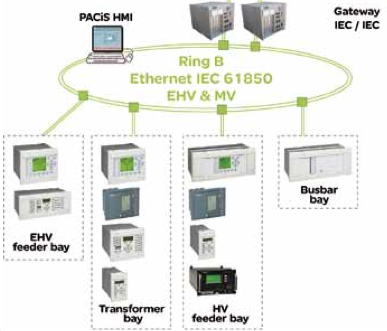 PACiS HMI
Gateway
IEC / IEC
Ring B
Ethernet IEC 61850
EHV & MV
EHV
feeder bay
Transformer
bay
HV
feeder bay
Busbar
bay